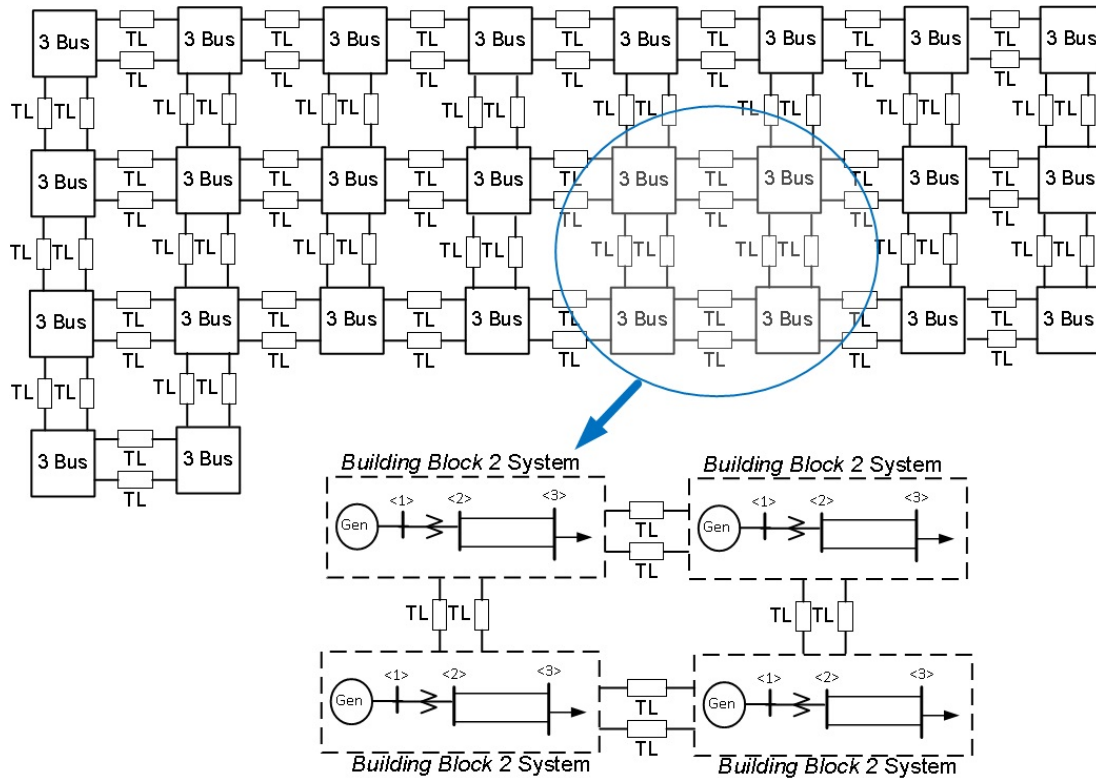 3 Bus TL 3 Bus TL 3 Bus TL 3 Bus TL 3 Bus TL 3 Bus TL 3 Bus TL 3 Bus
TL TL TL TL TL TL TL
TL TL TL TL TL TL TL TL TL TL TL TL TL TL TL TL
3 Bus TL 3 Bus TL 3 Bus TL 3 Bus TL 3 Bus TL 3 Bus TL 3 Bus TL 3 Bus
TL TL TL TL TL TL TL
TL TL TL TL TL TL TL TL TL TL TL TL TL TL TL TL
3 Bus TL 3 Bus TL 3 Bus TL 3 Bus TL 3 Bus TL 3 Bus TL 3 Bus TL 3 Bus
TL TL TL TL TL TL TL
TL TL TL TL
3 Bus TL 3 Bus
TL
Building Block 2 System Building Block 2 System
<1> <2> <3> <1> <2> <3>
Gen TL Gen
TL
TL TL TL TL
<1> <2> <3> <1> <2> <3>
Gen TL Gen
TL
Building Block 2 System Building Block 2 System